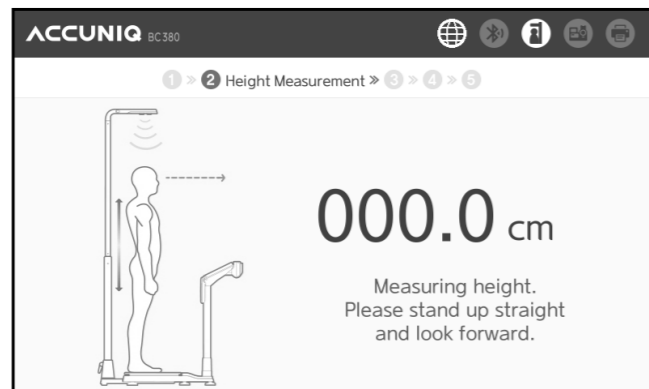 ACCUNIQ BC380
1 » 2 Height Measurement » 3 » 4 » 5
000.0 cm
Measuring height.
Please stand up straight
and look forward.